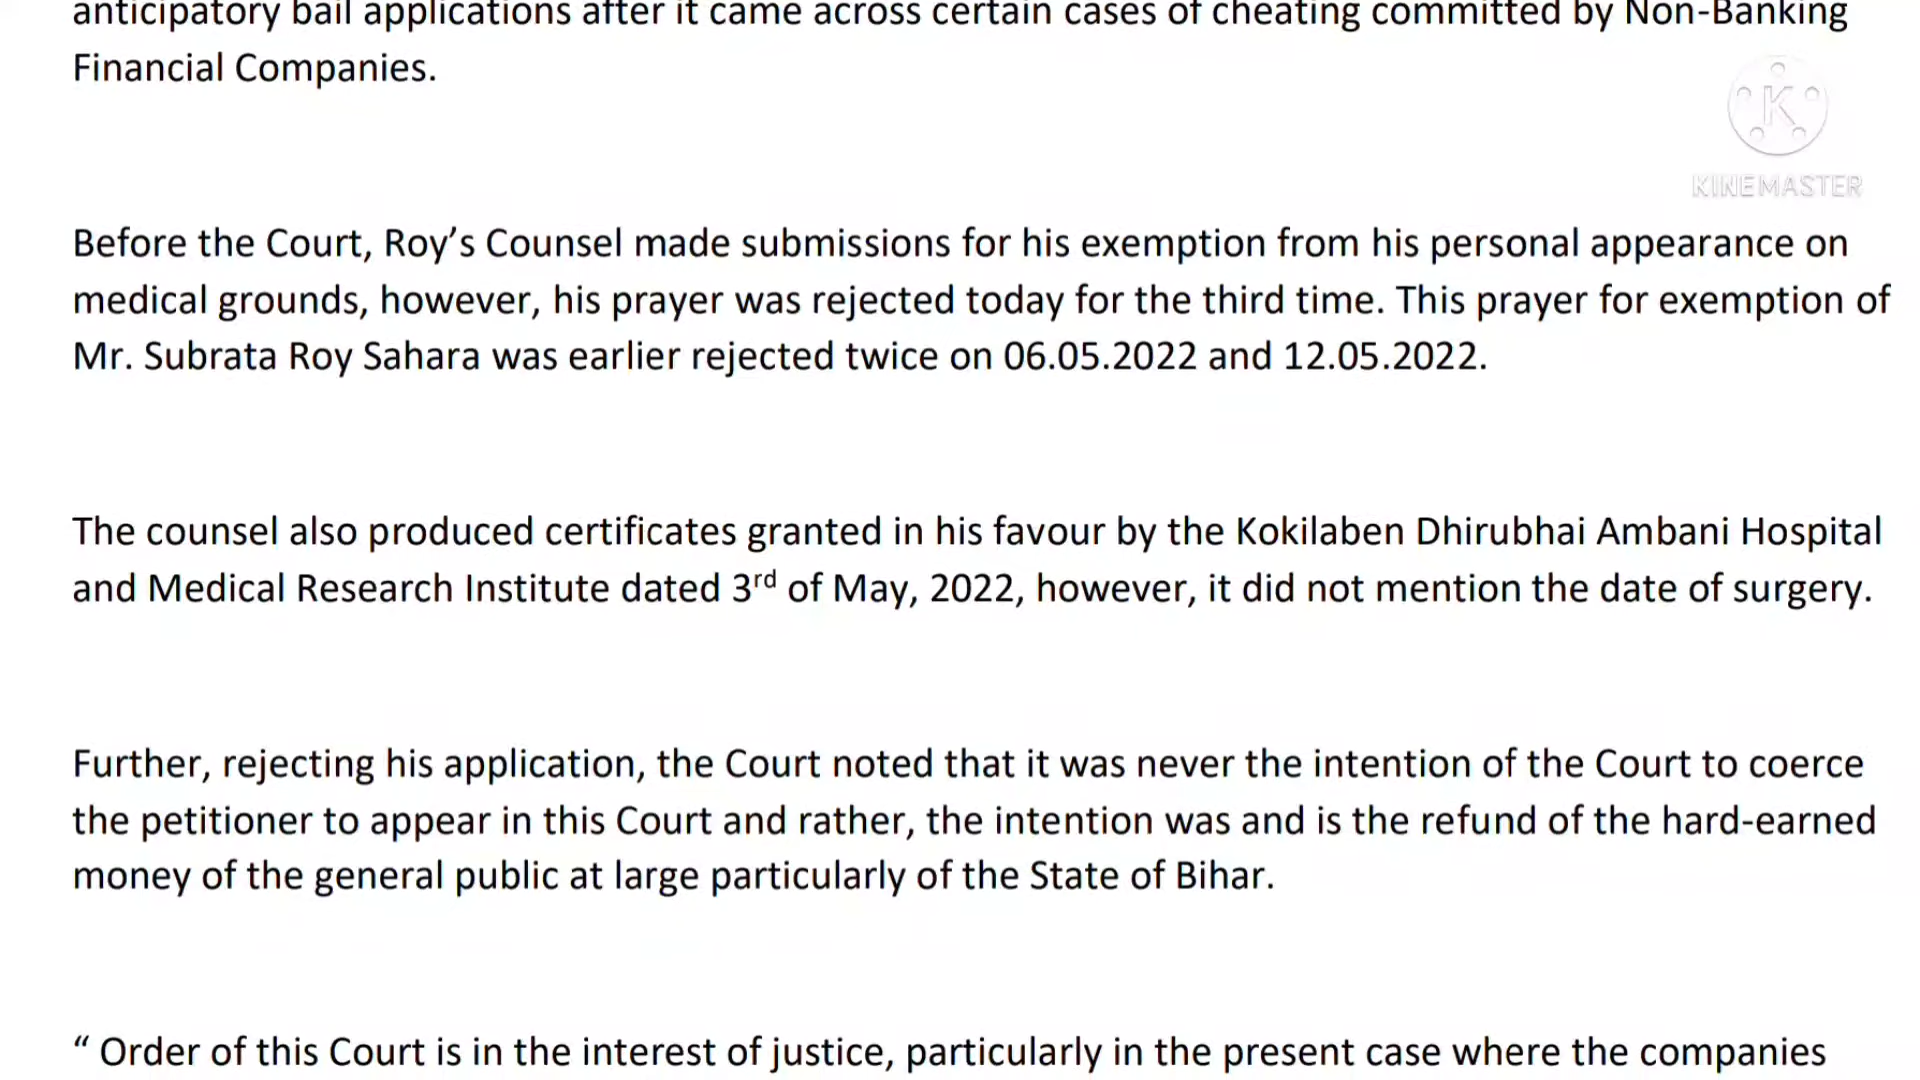 anticipatory bail applications after it came across certain cases of cheating committed by Non-Banking
Financial Companies.
K
KINEMASTER
Before the Court, Roy’s Counsel made submissions for his exemption from his personal appearance on
medical grounds, however, his prayer was rejected today for the third time. This prayer for exemption of
Mr. Subrata Roy Sahara was earlier rejected twice on 06.05.2022 and 12.05.2022.
The counsel also produced certificates granted in his favour by the Kokilaben Dhirubhai Ambani Hospital
and Medical Research Institute dated 3rd of May, 2022, however, it did not mention the date of surgery.
Further, rejecting his application, the Court noted that it was never the intention of the Court to coerce
the petitioner to appear in this Court and rather, the intention was and is the refund of the hard-earned
money of the general public at large particularly of the State of Bihar.
“ Order of this Court is in the interest of justice, particularly in the present case where the companies